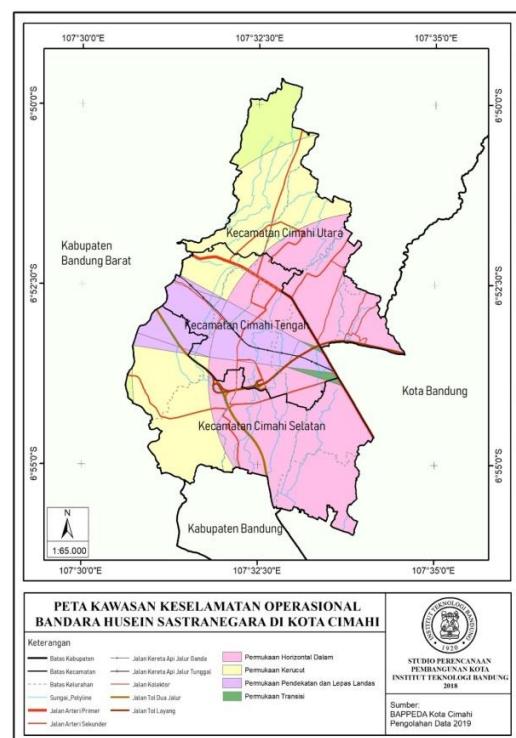 107°30'0"E 107°32'30"E 107°35'0"E
6°50'0"S 6°50'0"S
Kecamatan Cimahi Utara
Kabupaten
Bandung Barat
6°52'30"S 6°52'30"S
Kecamatan Cimahi Tengah
Kota Bandung
Kecamatan Cimahi Selatan
6°55'0"S 6°55'0"S
Kabupaten Bandung
N
1:65.000
107°30'0"E 107°32'30"E 107°35'0"E
PETA KAWASAN KESELAMATAN OPERASIONAL
BANDARA HUSEIN SASTRANEGARA DI KOTA CIMAHI
Keterangan
Batas Kabupaten
Batas Kecamatan
Batas Kelurahan
Sungai_Polyline
Jalan Arteri Primer
Jalan Arteri Sekunder
Jalan Kereta Api Jalur Ganda
Jalan Kereta Api Jalur Tunggal
Jalan Kolektor
Jalan Tol Dua Jalur
Jalan Tol Layang
Permukaan Horizontal Dalam
Permukaan Kerucut
Permukaan Pendekatan dan Lepas Landas
Permukaan Transisi
INSTITUT TEKNOLOGI BANDUNG
1920
STUDIO PERENCANAAN
PEMBANGUNAN KOTA
INSTITUT TEKNOLOGI BANDUNG
2018
Sumber:
BAPPEDA Kota Cimahi
Pengolahan Data 2019